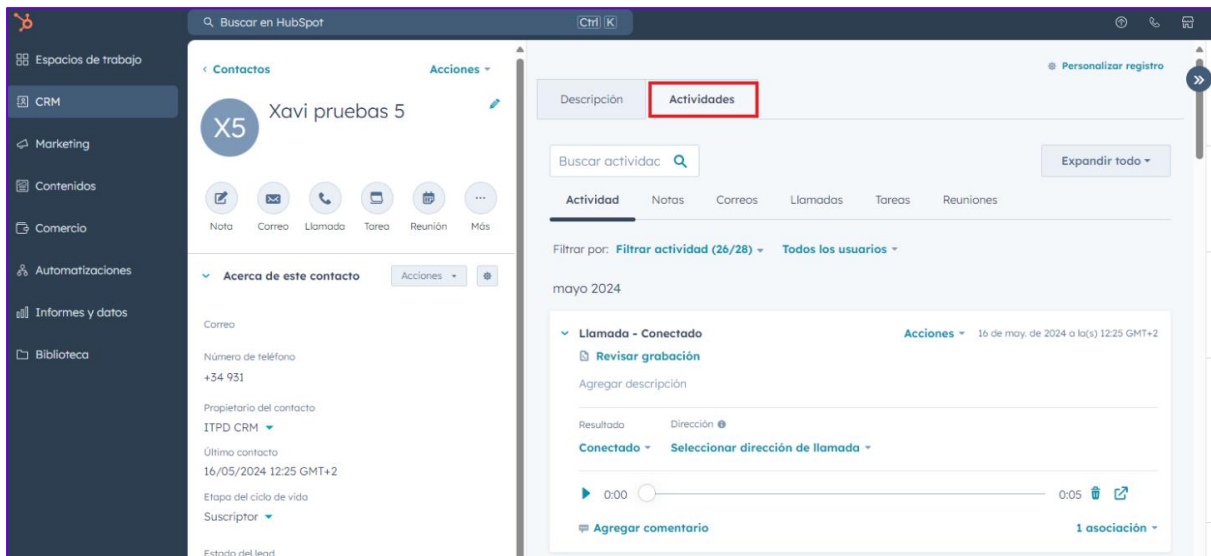 Buscar en HubSpot
Ctrl K
Espacios de trabajo
CRM
Marketing
Contenidos
Comercio
Automatizaciones
Informes y datos
Biblioteca
‹ Contactos
Acciones
X5
Xavi pruebas 5
Nota Correo Llamada Tarea Reunión Más
Acerca de este contacto
Acciones
Correo
Número de teléfono
+34 931
Propietario del contacto
ITPD CRM
Último contacto
16/05/2024 12:25 GMT+2
Etapa del ciclo de vida
Suscriptor
Estado del lead
Personalizar registro
»
Descripción Actividades
Buscar actividac
Expandir todo
Actividad Notas Correos Llamadas Tareas Reuniones
Filtrar por: Filtrar actividad (26/28) Todos los usuarios
mayo 2024
Llamada - Conectado
Acciones 16 de may. de 2024 a la(s) 12:25 GMT+2
Revisar grabación
Agregar descripción
Resultado Dirección
Conectado Seleccionar dirección de llamada
0:00 0:05
Agregar comentario 1 asociación